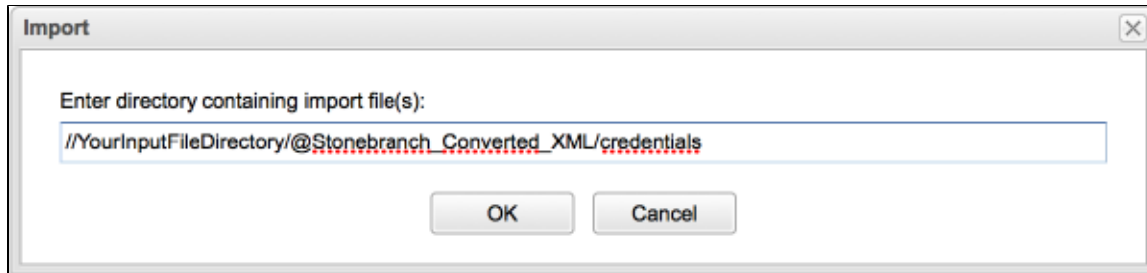 Import
Enter directory containing import file(s):
//YourInputFileDirectory/@Stonebranch_Converted_XML/credentials
OK Cancel